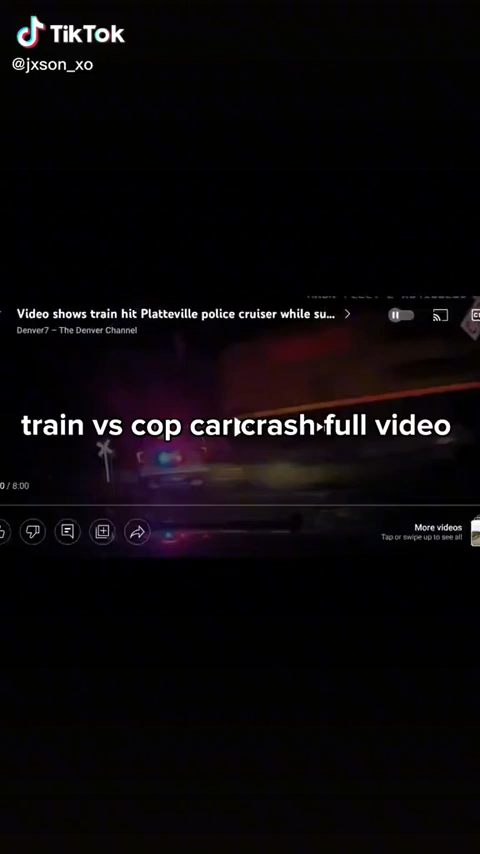 TikTok
@jxson_xo
Video shows train hit Platteville police cruiser while su...
Denver7 – The Denver Channel
train vs cop car crash full video
0 / 8:00
More videos
Tap or swipe up to see all